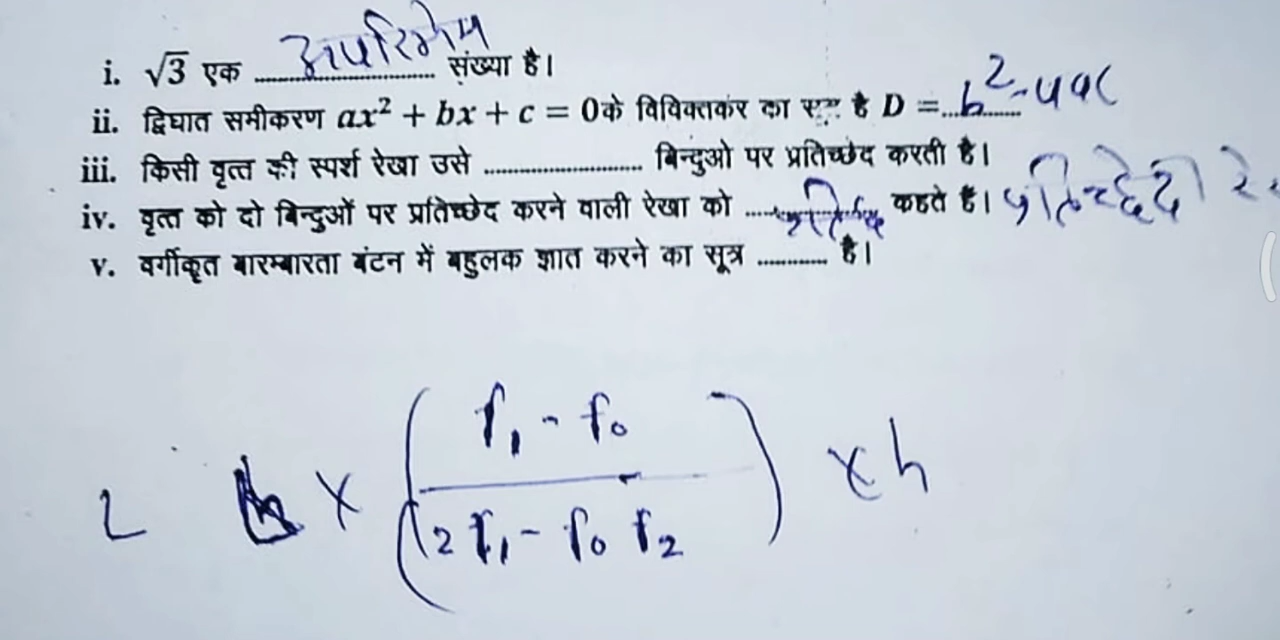 i. √3 एक ....अपरिमेय.... संख्या है।
ii. द्विघात समीकरण ax² + bx + c = 0के विविक्तकर का है D =...b²-4ac
iii. किसी वृत्त की स्पर्श रेखा उसे .................... बिन्दुओ पर प्रतिच्छेद करती है।
iv. वृत्त को दो बिन्दुओं पर प्रतिच्छेद करने वाली रेखा को ........ कहते हैं। प्रतिच्छेदी रे
v. वर्गीकृत बारम्बारता बंटन में बहुलक ज्ञात करने का सूत्र ........... है।
f₁ - f₀
L × ( ) × h
2f₁ - f₀ f₂